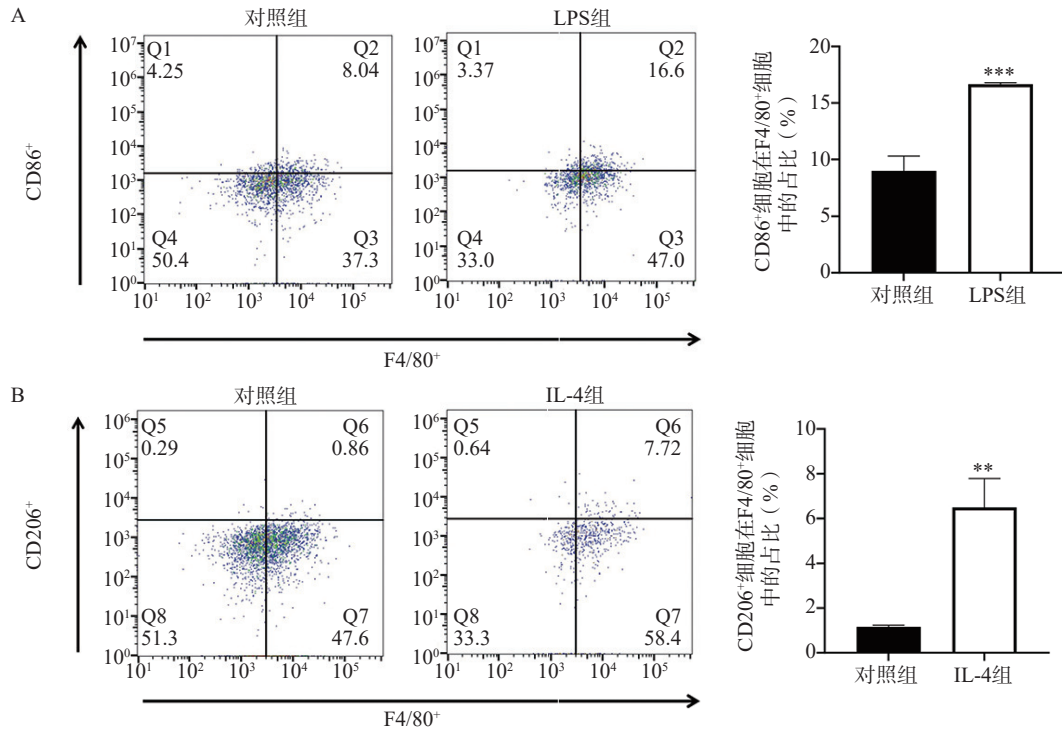 A
对照组
LPS组
CD86⁺
10⁷
10⁶
10⁵
10⁴
10³
10²
10¹
10⁰
Q1
4.25
Q2
8.04
Q4
50.4
Q3
37.3
10¹ 10² 10³ 10⁴ 10⁵
10⁷
10⁶
10⁵
10⁴
10³
10²
10¹
10⁰
Q1
3.37
Q2
16.6
Q4
33.0
Q3
47.0
10¹ 10² 10³ 10⁴ 10⁵
F4/80⁺
CD86⁺细胞在F4/80⁺细胞
中的占比（%）
20
15
10
5
0
***
对照组 LPS组
B
对照组
IL-4组
CD206⁺
10⁶
10⁵
10⁴
10³
10²
10¹
10⁰
Q5
0.29
Q6
0.86
Q8
51.3
Q7
47.6
10¹ 10² 10³ 10⁴ 10⁵
10⁶
10⁵
10⁴
10³
10²
10¹
10⁰
Q5
0.64
Q6
7.72
Q8
33.3
Q7
58.4
10¹ 10² 10³ 10⁴ 10⁵
F4/80⁺
CD206⁺细胞在F4/80⁺细胞
中的占比（%）
10
8
6
4
2
0
**
对照组 IL-4组